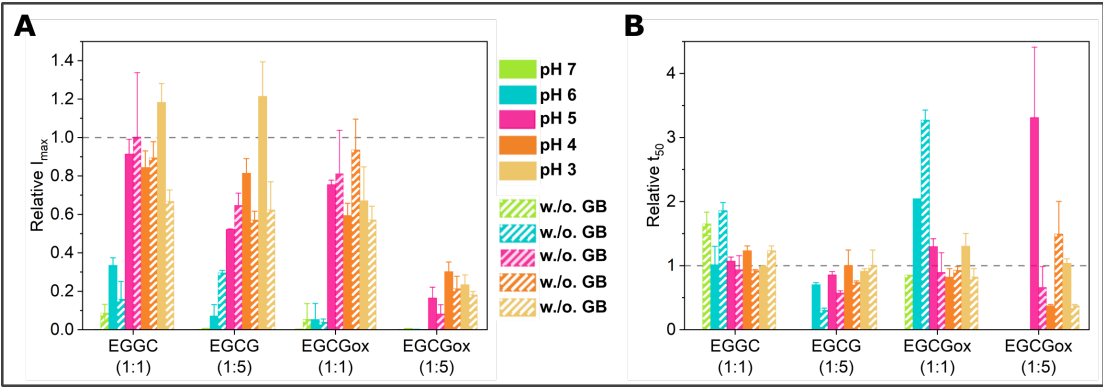 A
Relative Imax
1.4
1.2
1.0
0.8
0.6
0.4
0.2
0.0
EGGC
(1:1)
EGCG
(1:5)
EGCGox
(1:1)
EGCGox
(1:5)
pH 7
pH 6
pH 5
pH 4
pH 3
w./o. GB
w./o. GB
w./o. GB
w./o. GB
w./o. GB
B
Relative t50
4
3
2
1
0
EGGC
(1:1)
EGCG
(1:5)
EGCGox
(1:1)
EGCGox
(1:5)